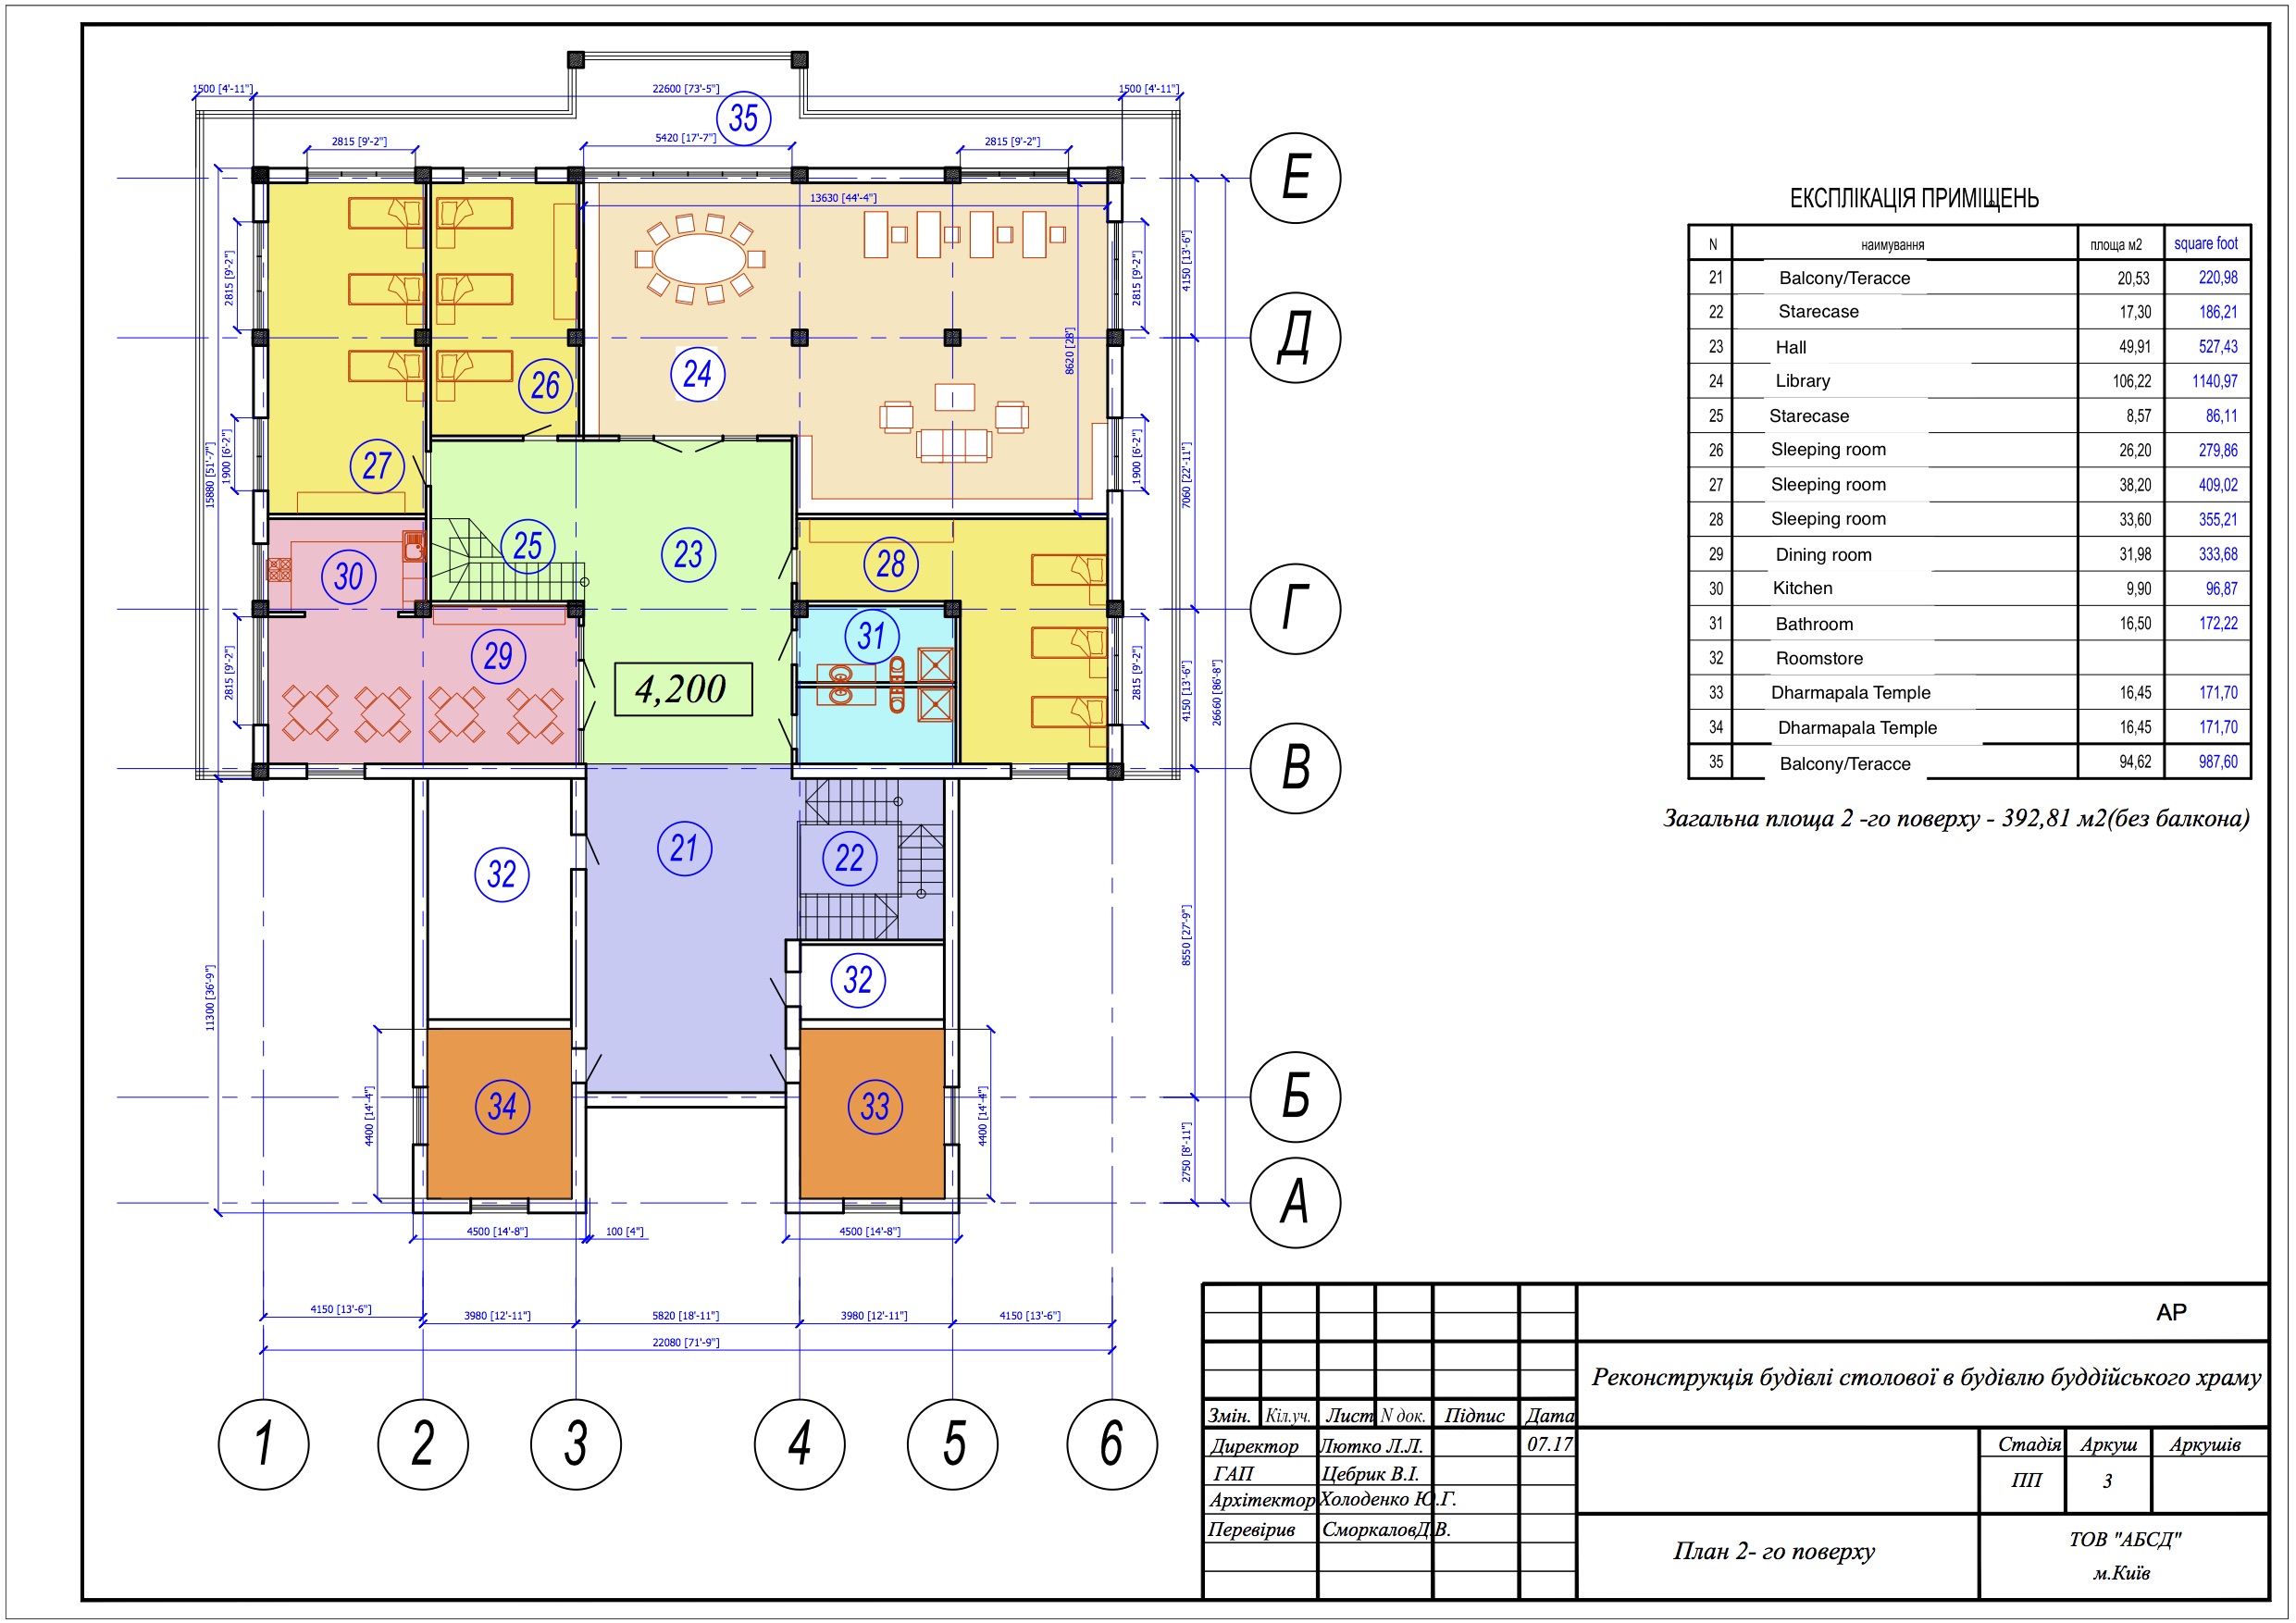 1500 [4'-11"] 22600 [73'-5"] 1500 [4'-11"]
35
2815 [9'-2"] 5420 [17'-7"] 2815 [9'-2"]
13630 [44'-4"]
Е
2815 [9'-2"] 2815 [9'-2"] 4150 [13'-6"]
Д
8620 [28']
24
26
27
1900 [6'-2"] 15880 [51'-7"] 1900 [6'-2"] 7060 [22'-11"]
25
23
28
30
Г
31
29
4,200
2815 [9'-2"] 2815 [9'-2"] 4150 [13'-6"] 26660 [86'-8"]
В
21
22
32
32
11300 [36'-9"] 8550 [27'-9"]
34
33
4400 [14'-4"] 4400 [14'-4"]
Б
2750 [8'-11"]
А
4500 [14'-8"] 100 [4"] 4500 [14'-8"]
4150 [13'-6"] 3980 [12'-11"] 5820 [18'-11"] 3980 [12'-11"] 4150 [13'-6"]
22080 [71'-9"]
1 2 3 4 5 6
ЕКСПЛІКАЦІЯ ПРИМІЩЕНЬ
N наимування площа м2 square foot
21 Balcony/Teracce 20,53 220,98
22 Starecase 17,30 186,21
23 Hall 49,91 527,43
24 Library 106,22 1140,97
25 Starecase 8,57 86,11
26 Sleeping room 26,20 279,86
27 Sleeping room 38,20 409,02
28 Sleeping room 33,60 355,21
29 Dining room 31,98 333,68
30 Kitchen 9,90 96,87
31 Bathroom 16,50 172,22
32 Roomstore
33 Dharmapala Temple 16,45 171,70
34 Dharmapala Temple 16,45 171,70
35 Balcony/Teracce 94,62 987,60
Загальна площа 2 -го поверху - 392,81 м2(без балкона)
АР
Реконструкція будівлі столової в будівлю буддійського храму
Змін. Кіл.уч. Лист N док. Підпис Дата
Директор Лютко Л.Л. 07.17
ГАП Цебрик В.І.
Архітектор Холоденко Ю.Г.
Перевірив СморкаловД.В.
Стадія Аркуш Аркушів
ПП 3
План 2- го поверху
ТОВ "АБСД"
м.Київ